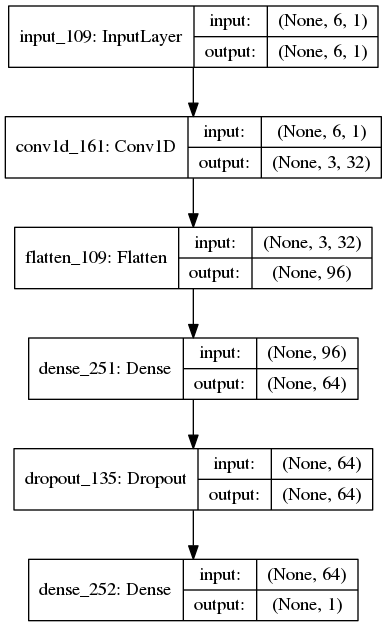 input_109: InputLayer
input: (None, 6, 1)
output: (None, 6, 1)
conv1d_161: Conv1D
input: (None, 6, 1)
output: (None, 3, 32)
flatten_109: Flatten
input: (None, 3, 32)
output: (None, 96)
dense_251: Dense
input: (None, 96)
output: (None, 64)
dropout_135: Dropout
input: (None, 64)
output: (None, 64)
dense_252: Dense
input: (None, 64)
output: (None, 1)